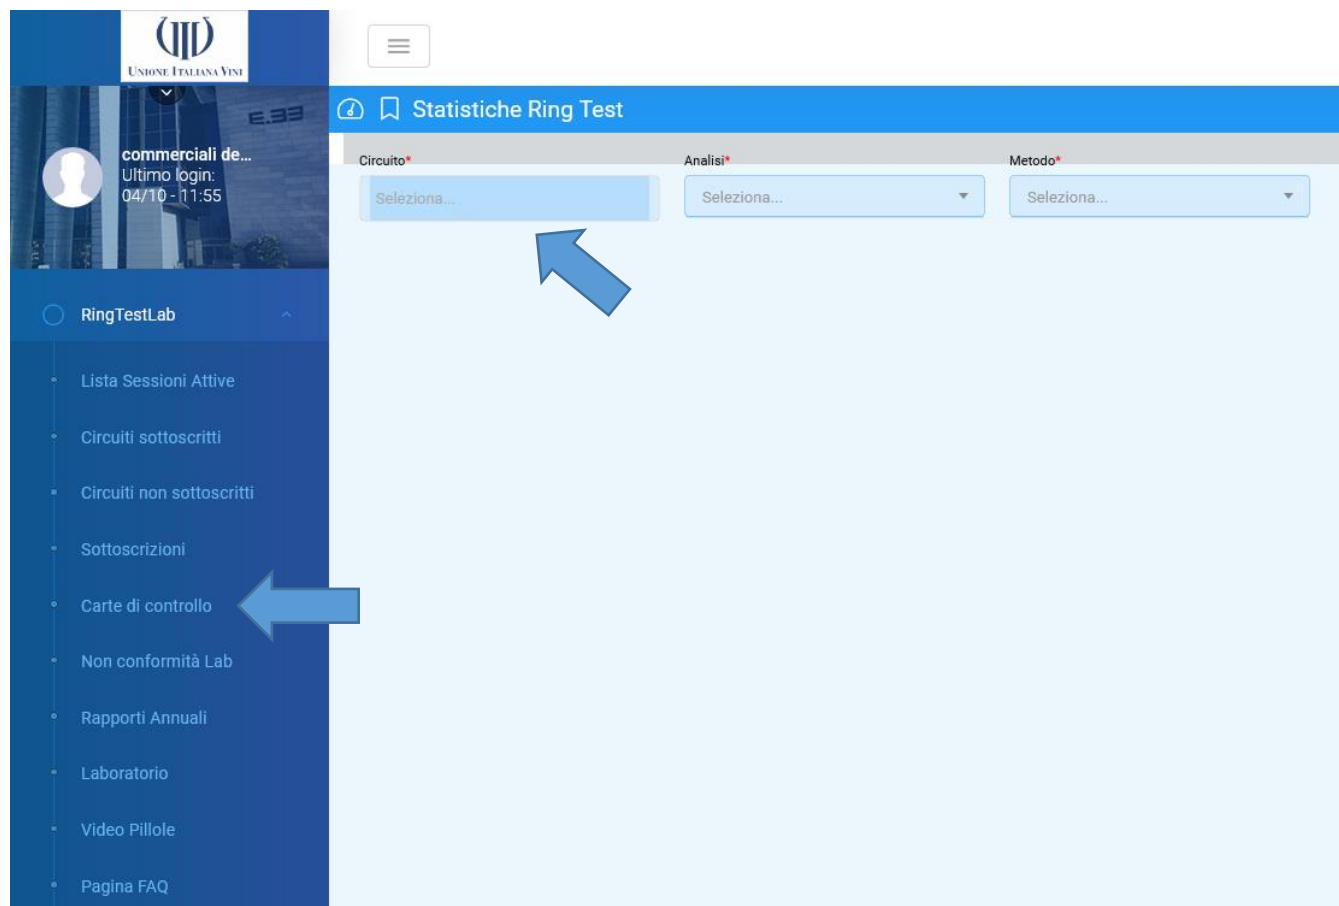 UNIONE ITALIANA VINI
E.33
commerciali de...
Ultimo login:
04/10 - 11:55
RingTestLab
Lista Sessioni Attive
Circuiti sottoscritti
Circuiti non sottoscritti
Sottoscrizioni
Carte di controllo
Non conformità Lab
Rapporti Annuali
Laboratorio
Video Pillole
Pagina FAQ
Statistiche Ring Test
Circuito*
Seleziona...
Analisi*
Seleziona...
Metodo*
Seleziona...